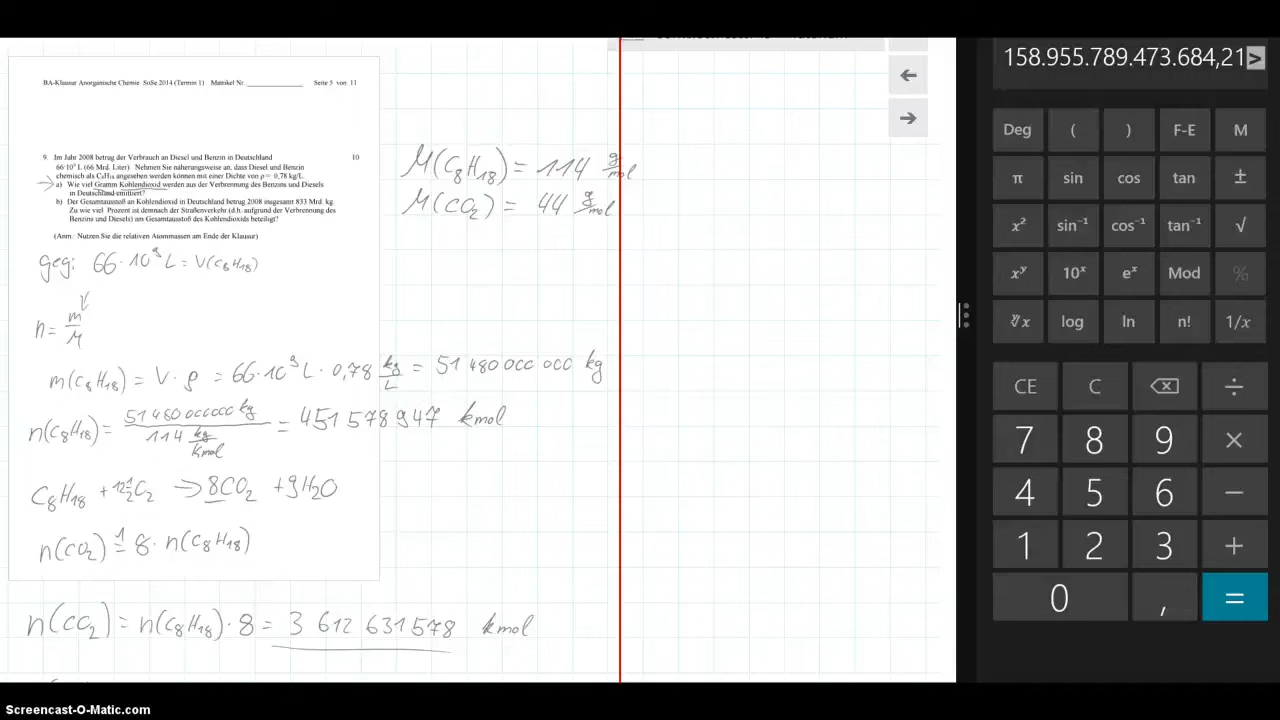 BA-Klausur Anorganische Chemie SoSe 2014 (Termin 1) Matrikel Nr. ____________ Seite 5 von 11
9. Im Jahr 2008 betrug der Verbrauch an Diesel und Benzin in Deutschland 10
66·10⁹ L (66 Mrd. Liter) Nehmen Sie näherungsweise an, dass Diesel und Benzin
chemisch als C₈H₁₈ angesehen werden können mit einer Dichte von ρ = 0,78 kg/L.
a) Wie viel Gramm Kohlendioxid werden aus der Verbrennung des Benzins und Diesels
in Deutschland emittiert?
b) Der Gesamtausstoß an Kohlendioxid in Deutschland betrug 2008 insgesamt 833 Mrd. kg.
Zu wie viel Prozent ist demnach der Straßenverkehr (d.h. aufgrund der Verbrennung des
Benzins und Diesels) am Gesamtausstoß des Kohlendioxids beteiligt?
(Anm.: Nutzen Sie die relativen Atommassen am Ende der Klausur)
geg: 66·10⁹ L = V(C₈H₁₈)
n = m/M
m(C₈H₁₈) = V · ρ = 66·10⁹ L · 0,78 kg/L = 51 480 000 000 kg
n(C₈H₁₈) = 51 480 000 000 kg / 114 kg/kmol = 451 578 947 kmol
C₈H₁₈ + 12½O₂ → 8CO₂ + 9H₂O
n(CO₂) ≟ 8 · n(C₈H₁₈)
n(CO₂) = n(C₈H₁₈) · 8 = 3 612 631 578 kmol
M(C₈H₁₈) = 114 g/mol
M(CO₂) = 44 g/mol
←
→
158.955.789.473.684,21 >
Deg ( ) F-E M
π sin cos tan ±
x² sin⁻¹ cos⁻¹ tan⁻¹ √
xʸ 10ˣ eˣ Mod %
ʸ√x log ln n! 1/x
CE C ÷
7 8 9 ×
4 5 6 −
1 2 3 +
0 , =
Screencast-O-Matic.com